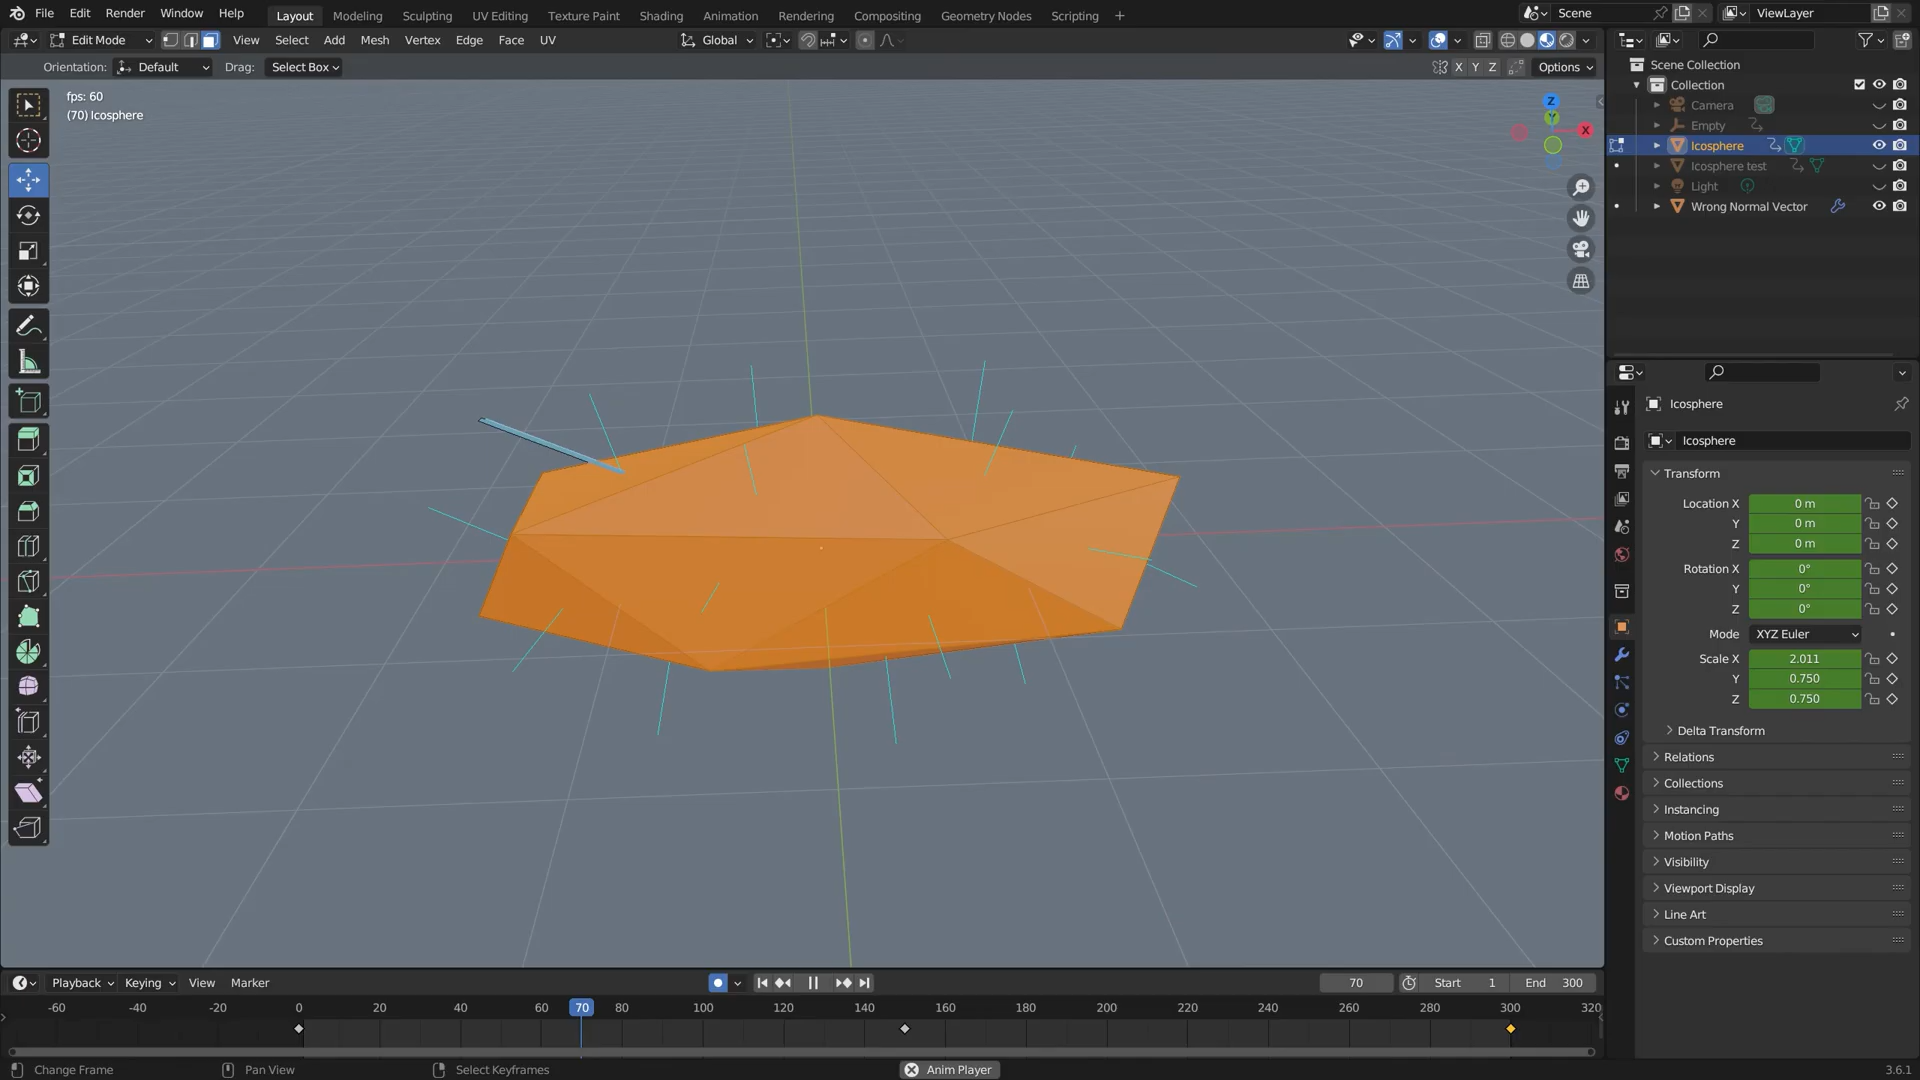 File Edit Render Window Help Layout Modeling Sculpting UV Editing Texture Paint Shading Animation Rendering Compositing Geometry Nodes Scripting + Scene ViewLayer
Edit Mode View Select Add Mesh Vertex Edge Face UV Global
Orientation: Default Drag: Select Box X Y Z Options
fps: 60
(70) Icosphere
Z
Y
X
Scene Collection
Collection
Camera
Empty
Icosphere
Icosphere test
Light
Wrong Normal Vector
Icosphere
Icosphere
Transform
Location X 0 m
Y 0 m
Z 0 m
Rotation X 0°
Y 0°
Z 0°
Mode XYZ Euler
Scale X 2.011
Y 0.750
Z 0.750
Delta Transform
Relations
Collections
Instancing
Motion Paths
Visibility
Viewport Display
Line Art
Custom Properties
Playback Keying View Marker 70 Start 1 End 300
-60 -40 -20 0 20 40 60 70 80 100 120 140 160 180 200 220 240 260 280 300 320
Change Frame Pan View Select Keyframes Anim Player 3.6.1